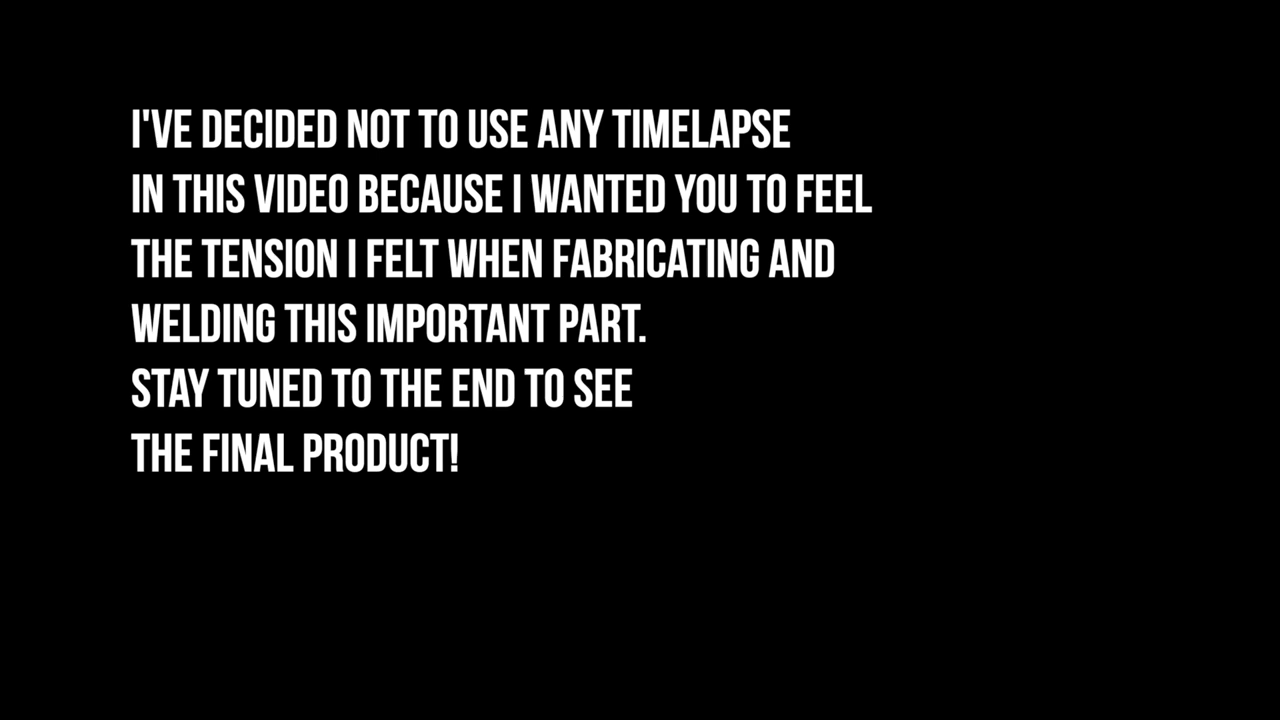 I'VE DECIDED NOT TO USE ANY TIMELAPSE
IN THIS VIDEO BECAUSE I WANTED YOU TO FEEL
THE TENSION I FELT WHEN FABRICATING AND
WELDING THIS IMPORTANT PART.
STAY TUNED TO THE END TO SEE
THE FINAL PRODUCT!